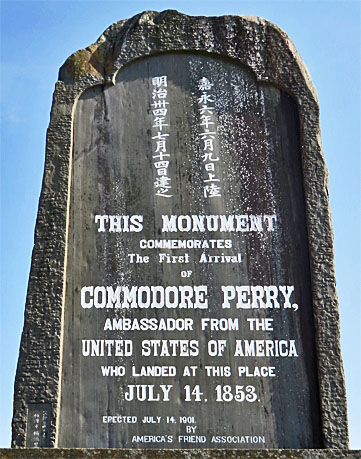 嘉永六年六月九日上陸
明治卅四年七月十四日建之
THIS MONUMENT
COMMEMORATES
The First Arrival
OF
COMMODORE PERRY,
AMBASSADOR FROM THE
UNITED STATES OF AMERICA
WHO LANDED AT THIS PLACE
JULY 14. 1853.
ERECTED JULY 14. 1901.
BY
AMERICA'S FRIEND ASSOCIATION